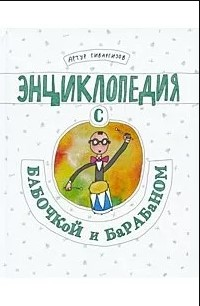 АРТУР ГИВАРГИЗОВ
ЭНЦИКЛОПЕДИЯ
С
БАБОЧКОЙ и БАРАБАНОМ